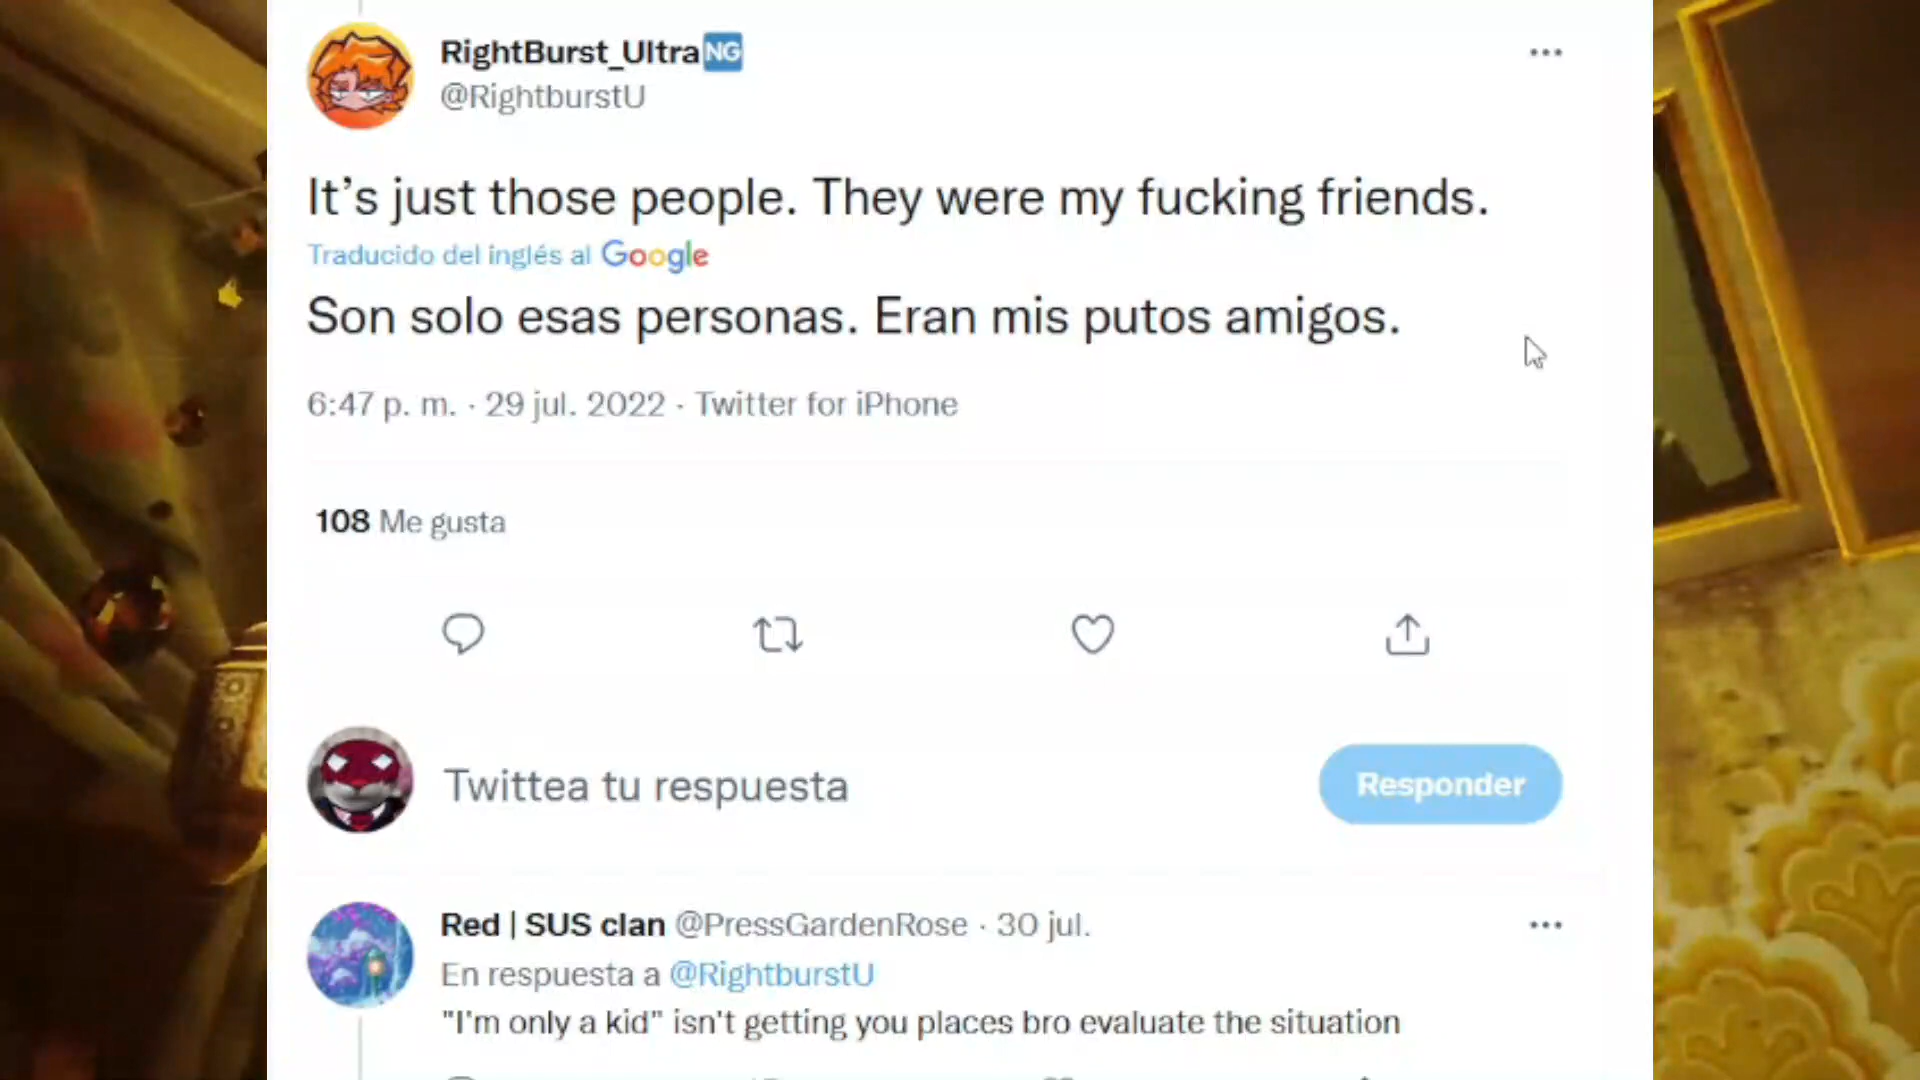 RightBurst_Ultra NG
@RightburstU
It’s just those people. They were my fucking friends.
Traducido del inglés al Google
Son solo esas personas. Eran mis putos amigos.
6:47 p. m. · 29 jul. 2022 · Twitter for iPhone
108 Me gusta
Twittea tu respuesta
Responder
Red | SUS clan @PressGardenRose · 30 jul.
En respuesta a @RightburstU
"I'm only a kid" isn't getting you places bro evaluate the situation